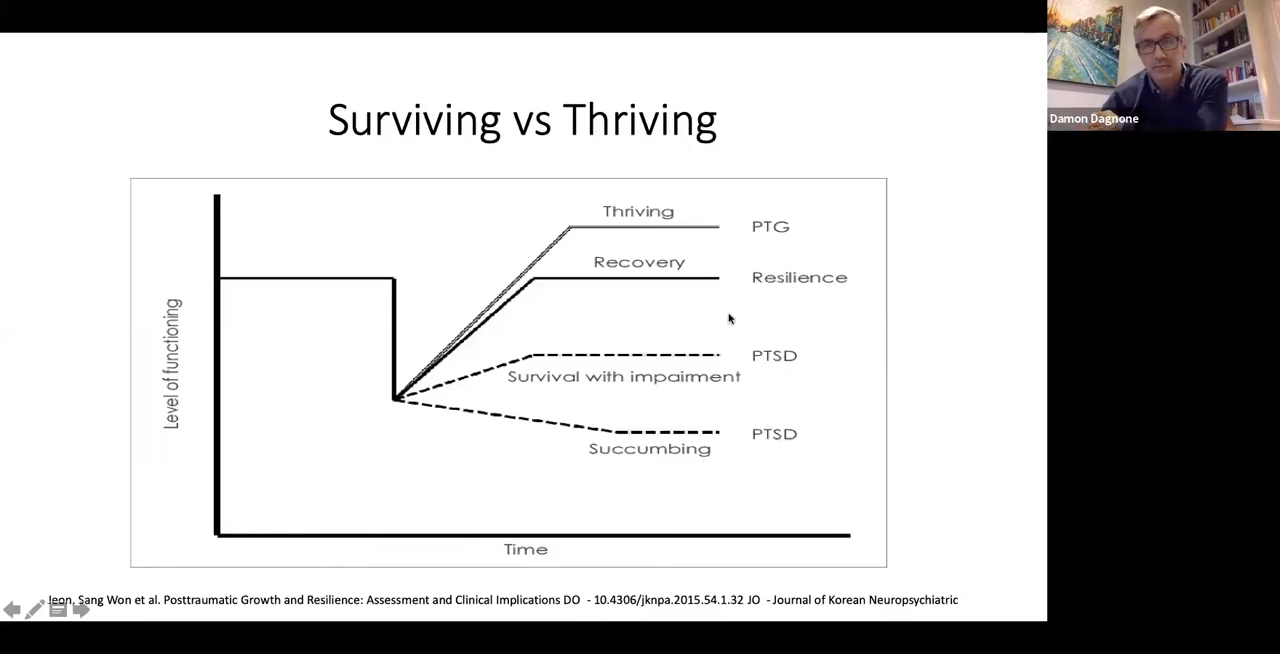 Surviving vs Thriving
Damon Dagnone
Thriving
PTG
Recovery
Resilience
Level of functioning
PTSD
Survival with impairment
PTSD
Succumbing
Time
Jeon, Sang Won et al. Posttraumatic Growth and Resilience: Assessment and Clinical Implications DO - 10.4306/jknpa.2015.54.1.32 JO - Journal of Korean Neuropsychiatric